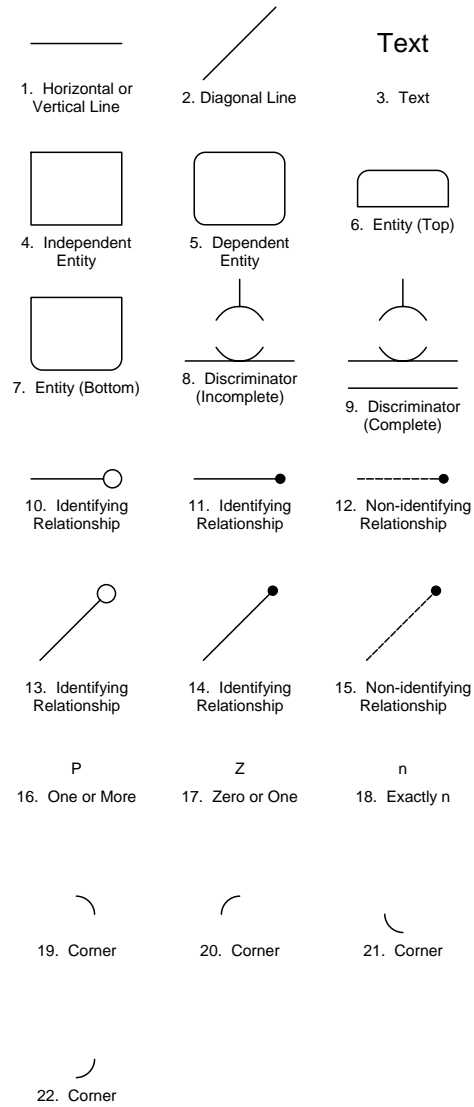 Text
1. Horizontal or
Vertical Line
2. Diagonal Line
3. Text
4. Independent
Entity
5. Dependent
Entity
6. Entity (Top)
7. Entity (Bottom)
8. Discriminator
(Incomplete)
9. Discriminator
(Complete)
10. Identifying
Relationship
11. Identifying
Relationship
12. Non-identifying
Relationship
13. Identifying
Relationship
14. Identifying
Relationship
15. Non-identifying
Relationship
P
Z
n
16. One or More
17. Zero or One
18. Exactly n
19. Corner
20. Corner
21. Corner
22. Corner